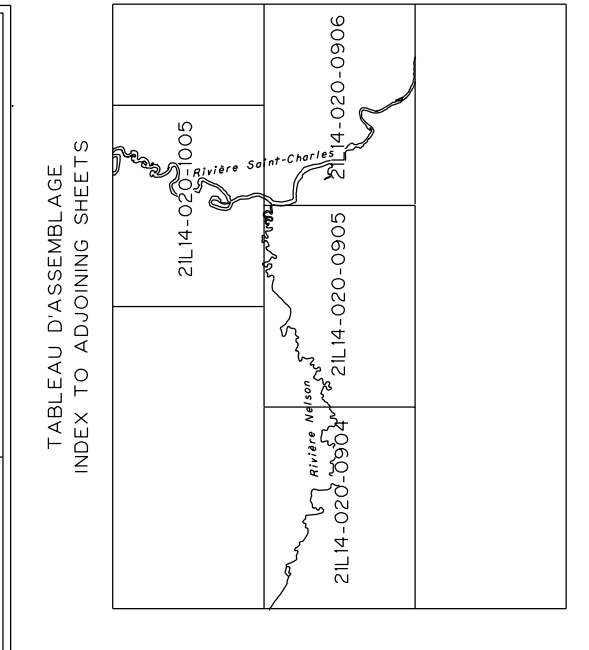 TABLEAU D'ASSEMBLAGE
INDEX TO ADJOINING SHEETS
21L14-020-1005
Rivière Saint-Charles
21L14-020-0906
21L14-020-0905
Rivière Nelson
21L14-020-0904